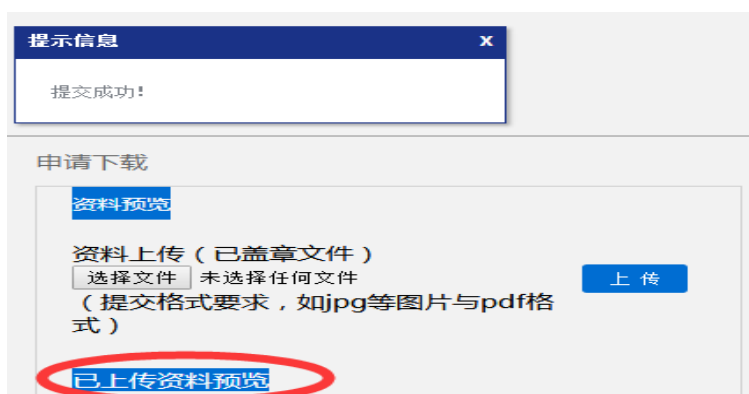 提示信息 x
提交成功!
申请下载
资料预览
资料上传（已盖章文件）
选择文件 未选择任何文件
上 传
（提交格式要求，如jpg等图片与pdf格
式）
已上传资料预览